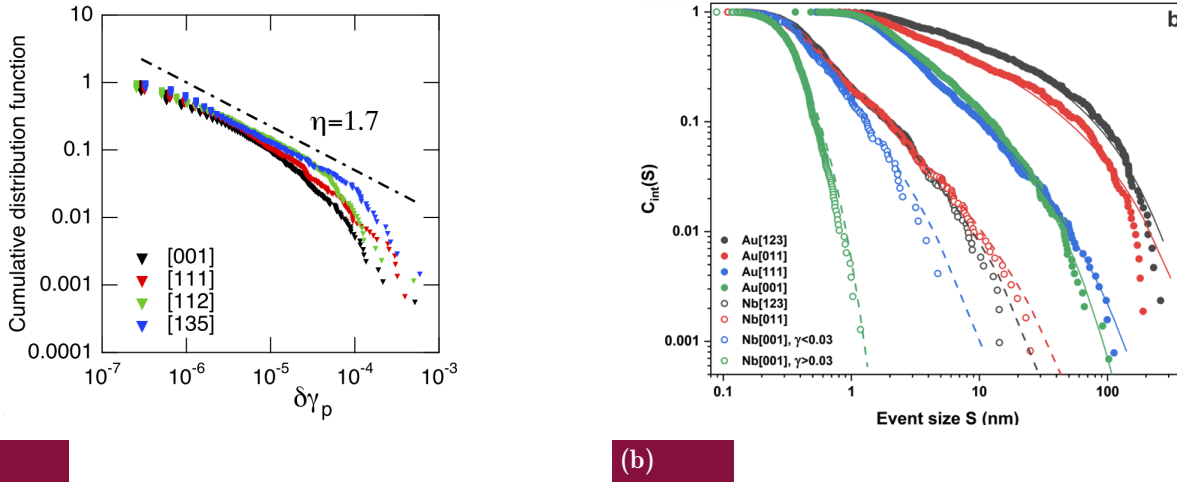 Cumulative distribution function
10
1
0.1
0.01
0.001
0.0001
η=1.7
[001]
[111]
[112]
[135]
10⁻⁷
10⁻⁶
10⁻⁵
10⁻⁴
10⁻³
δγₚ
b
C_int(S)
1
0.1
0.01
0.001
Au[123]
Au[011]
Au[111]
Au[001]
Nb[123]
Nb[011]
Nb[001], γ<0.03
Nb[001], γ>0.03
0.1
1
10
100
Event size S (nm)
(b)